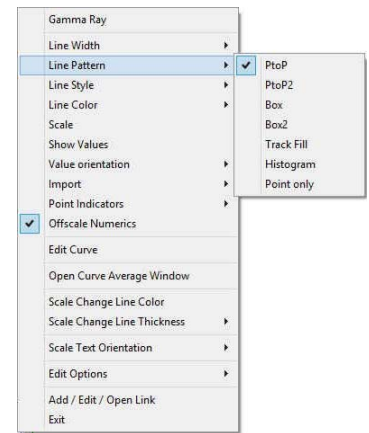 Gamma Ray
Line Width
Line Pattern
Line Style
Line Color
Scale
Show Values
Value orientation
Import
Point Indicators
Offscale Numerics
Edit Curve
Open Curve Average Window
Scale Change Line Color
Scale Change Line Thickness
Scale Text Orientation
Edit Options
Add / Edit / Open Link
Exit
PtoP
PtoP2
Box
Box2
Track Fill
Histogram
Point only